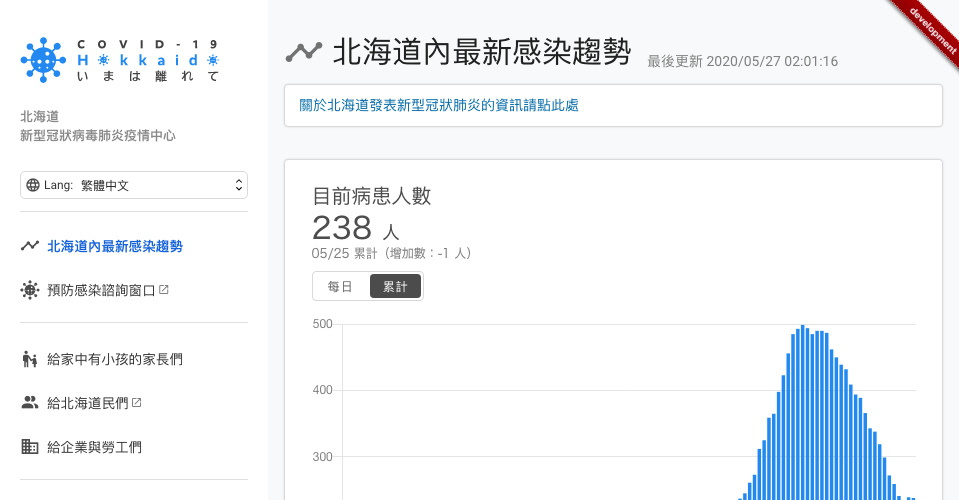 COVID-19
Hokkaido
いまは離れて
北海道
新型冠狀病毒肺炎疫情中心
Lang: 繁體中文
北海道內最新感染趨勢
預防感染諮詢窗口
給家中有小孩的家長們
給北海道民們
給企業與勞工們
北海道內最新感染趨勢
最後更新 2020/05/27 02:01:16
development
關於北海道發表新型冠狀肺炎的資訊請點此處
目前病患人數
238 人
05/25 累計（增加數：-1 人）
每日 累計
500
400
300